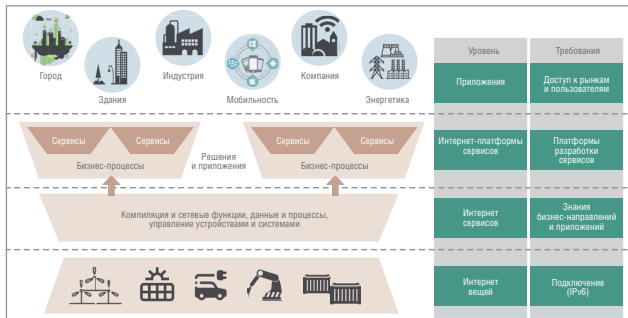 Город
Здания
Индустрия
Мобильность
Компания
Энергетика
Уровень
Требования
Приложения
Доступ к рынкам
и пользователям
Сервисы
Сервисы
Бизнес-процессы
Решения
и приложения
Сервисы
Сервисы
Бизнес-процессы
Интернет-платформы
сервисов
Платформы
разработки
сервисов
Компиляция и сетевые функции, данные и процессы,
управление устройствами и системами
Интернет
сервисов
Знания
бизнес-направлений
и приложений
Интернет
вещей
Подключение
(IPv6)